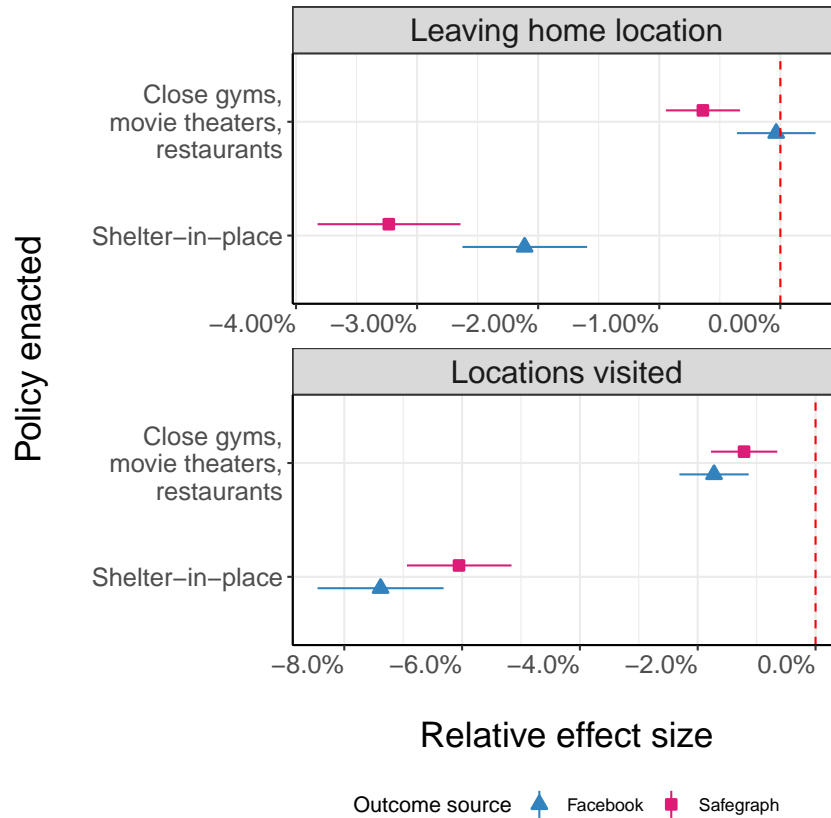 Leaving home location
Close gyms,
movie theaters,
restaurants
Shelter−in−place
−4.00% −3.00% −2.00% −1.00% 0.00%
Policy enacted
Locations visited
Close gyms,
movie theaters,
restaurants
Shelter−in−place
−8.0% −6.0% −4.0% −2.0% 0.0%
Relative effect size
Outcome source Facebook Safegraph